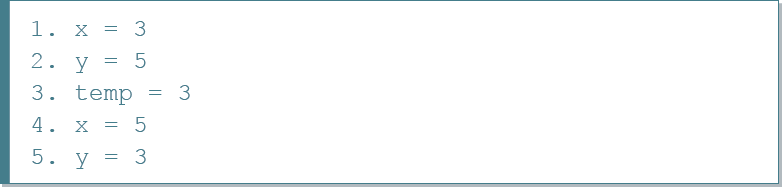 1. x = 3
2. y = 5
3. temp = 3
4. x = 5
5. y = 3